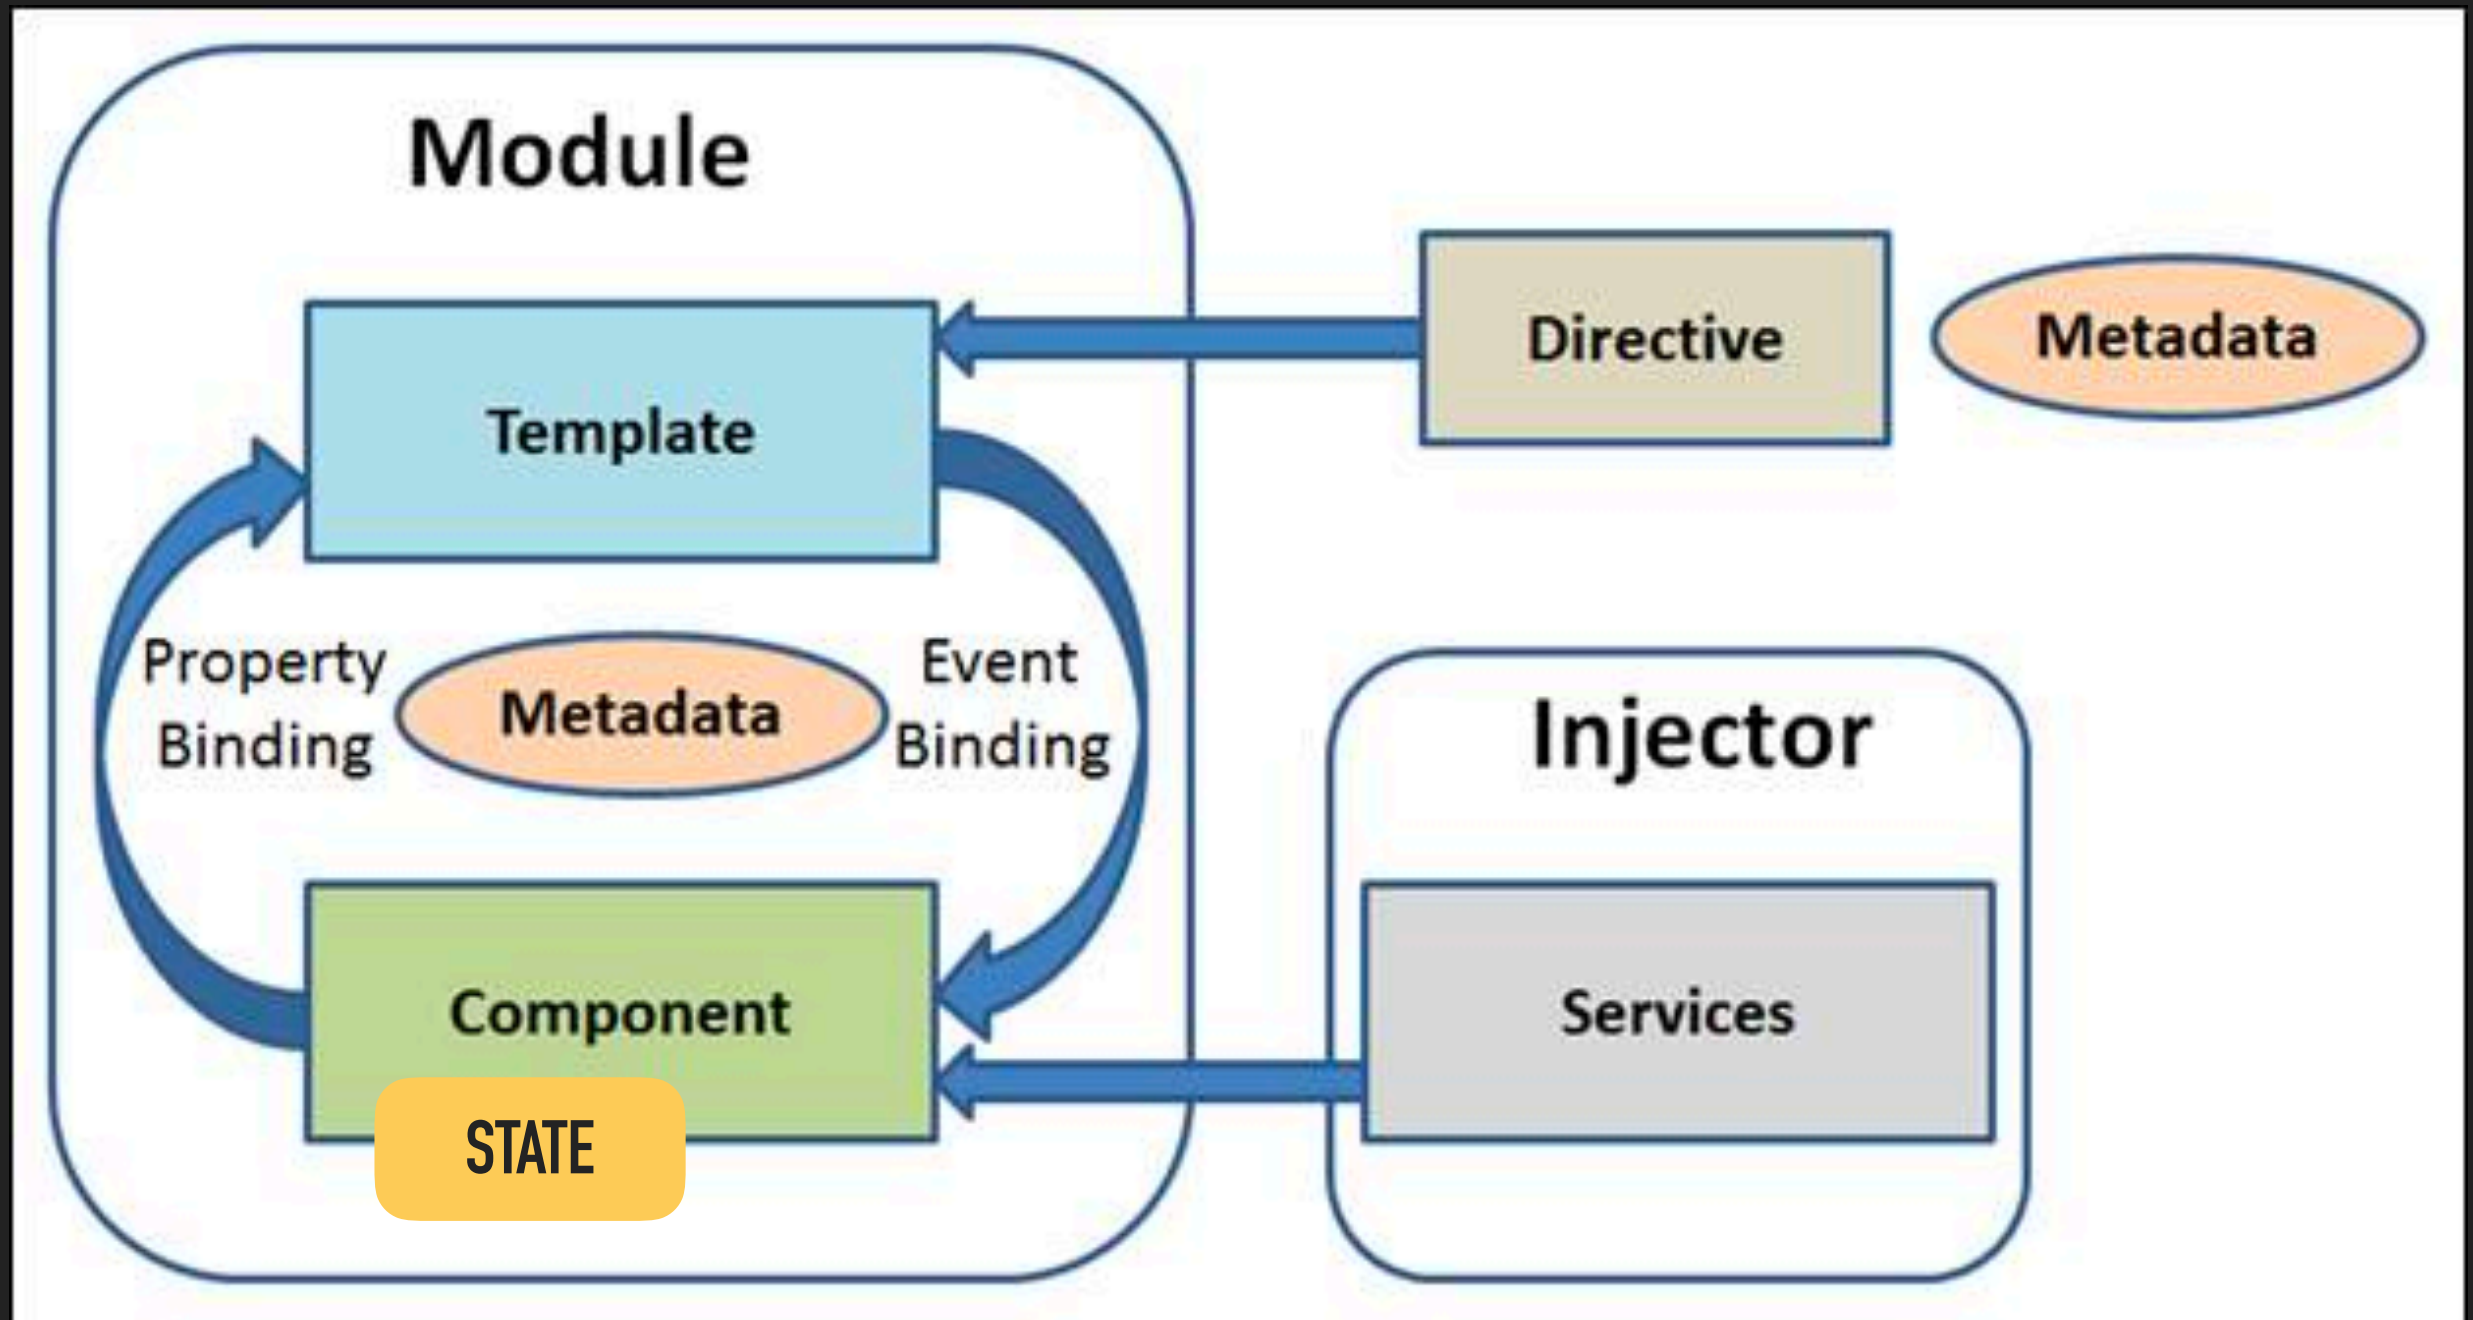 Module
Template
Directive
Metadata
Property
Binding
Metadata
Event
Binding
Injector
Component
Services
STATE